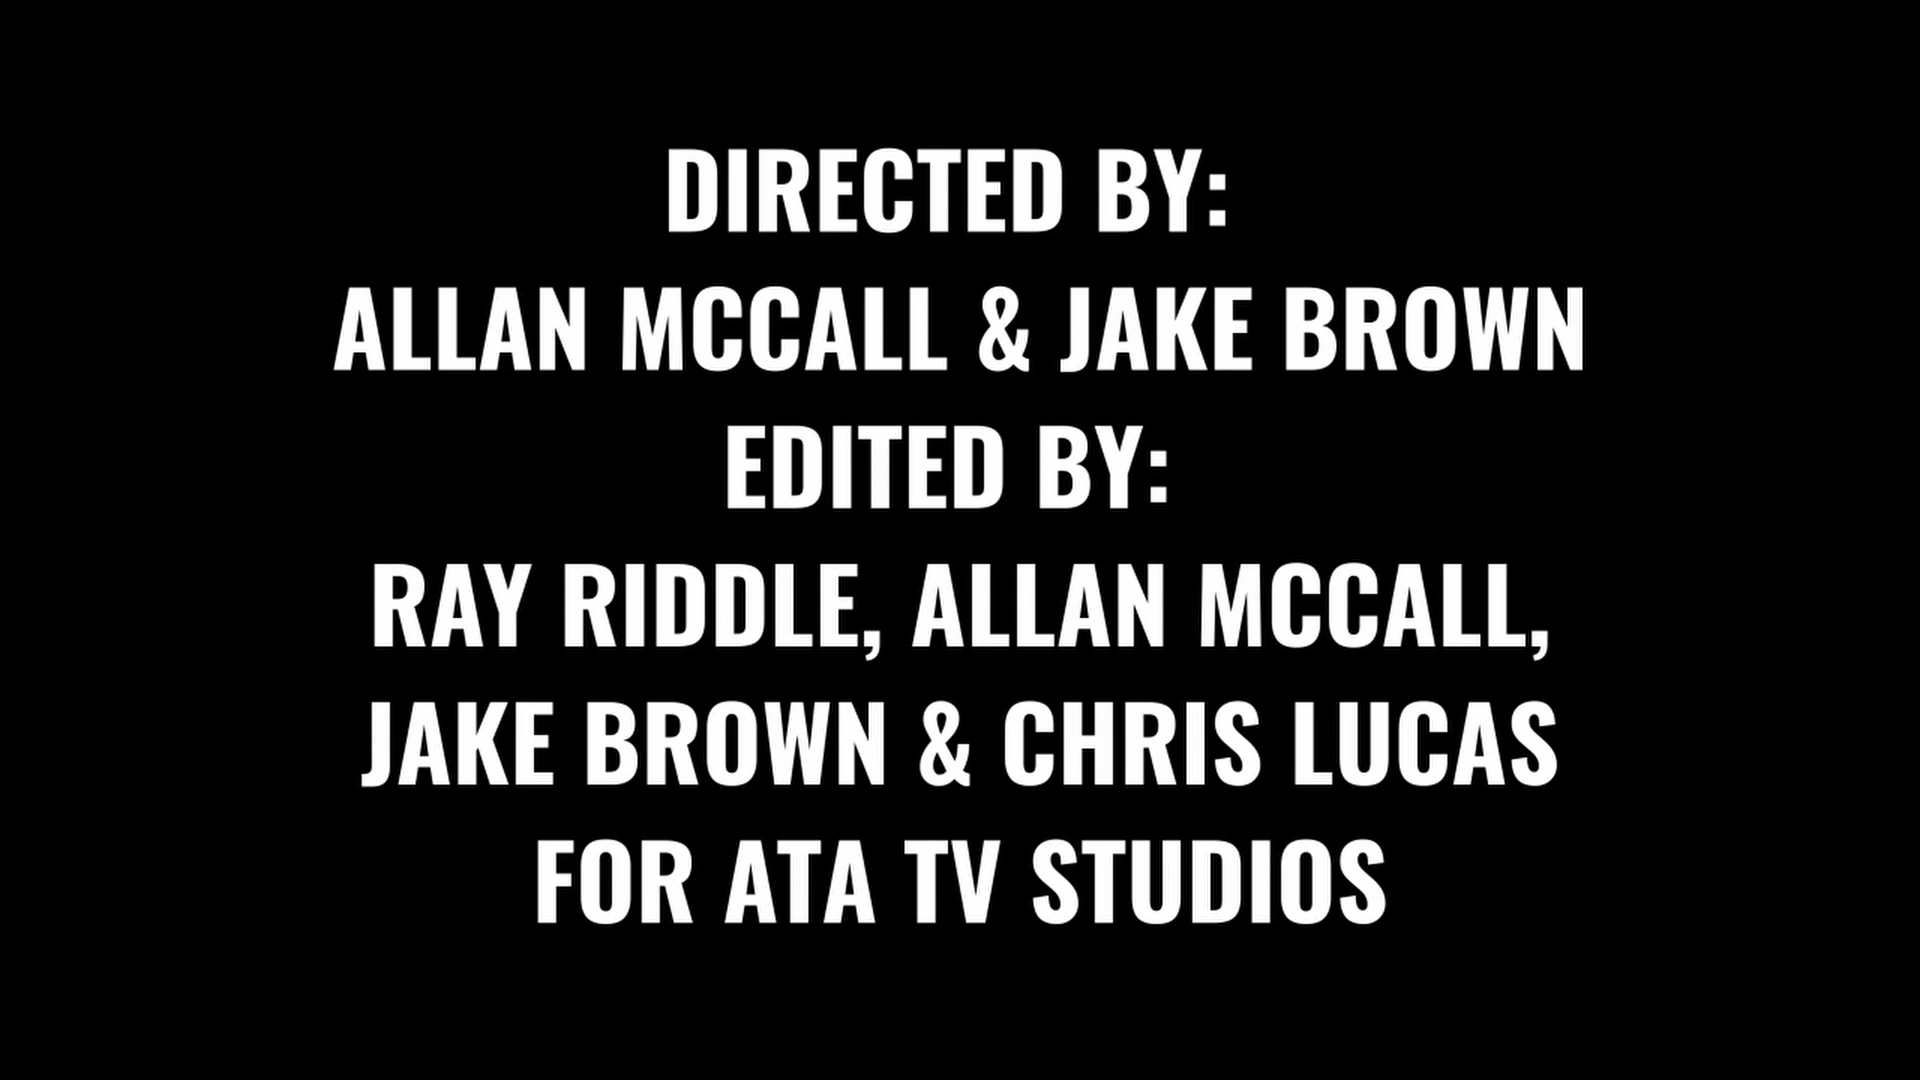 DIRECTED BY:
ALLAN MCCALL & JAKE BROWN
EDITED BY:
RAY RIDDLE, ALLAN MCCALL,
JAKE BROWN & CHRIS LUCAS
FOR ATA TV STUDIOS